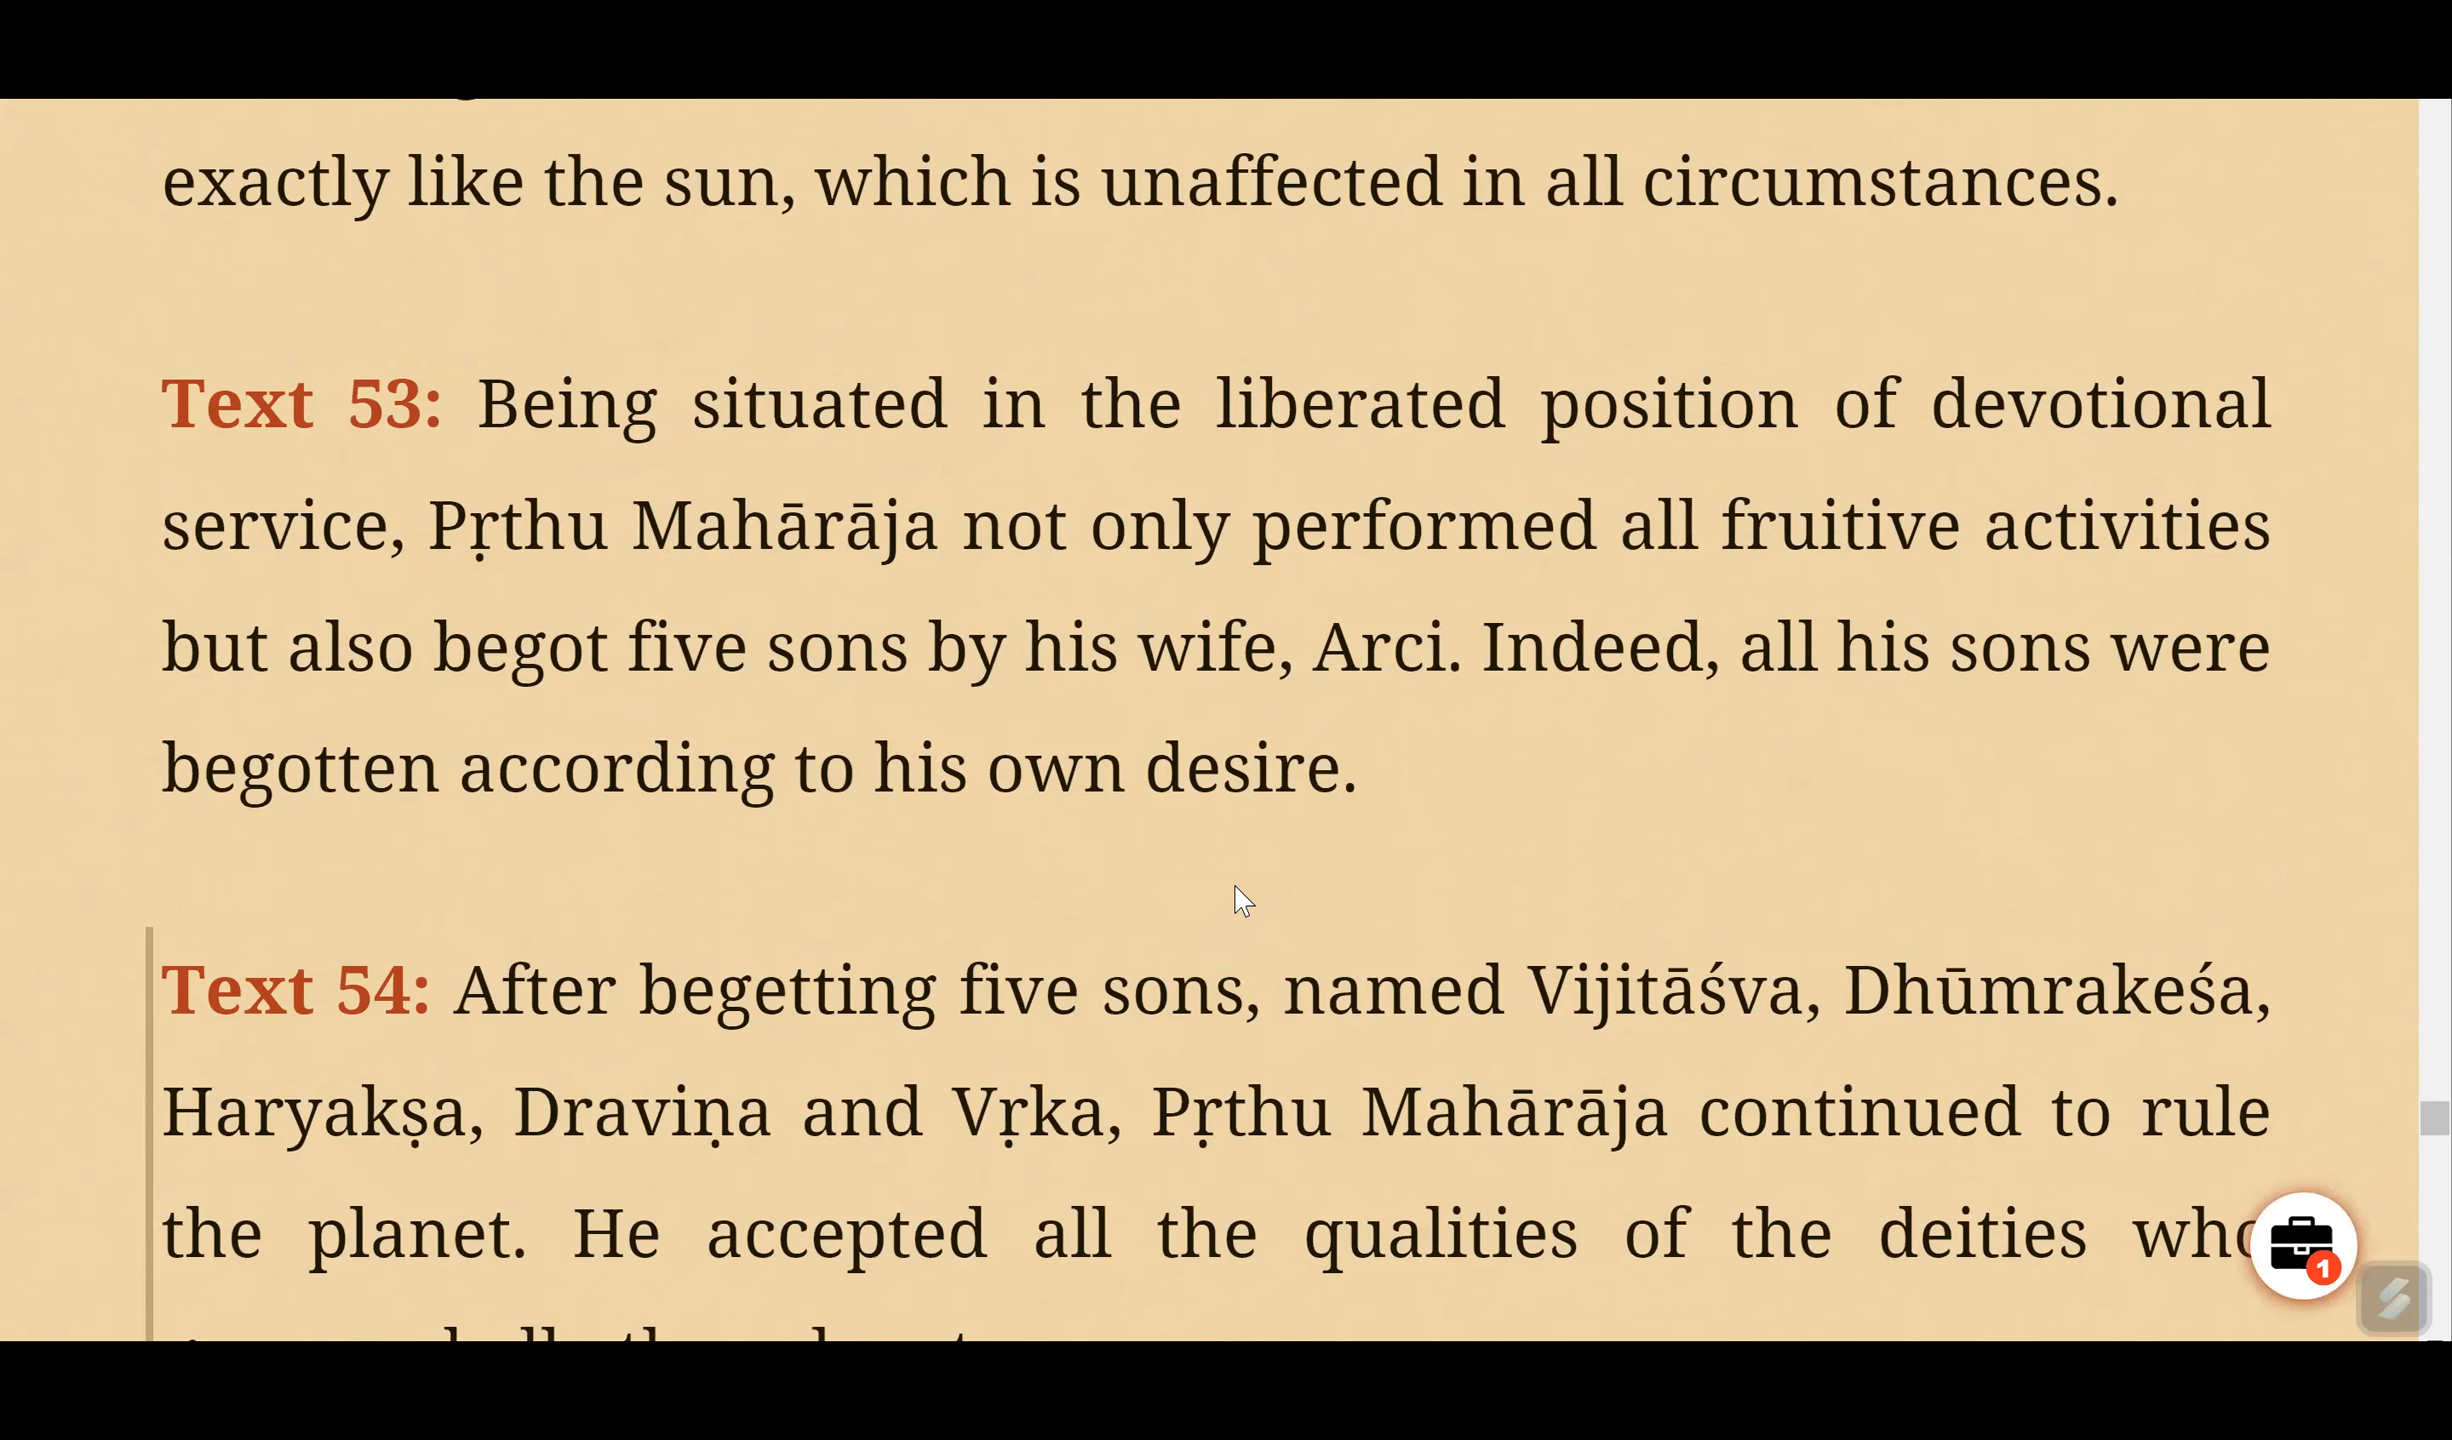 exactly like the sun, which is unaffected in all circumstances.
Text 53: Being situated in the liberated position of devotional
service, Pṛthu Mahārāja not only performed all fruitive activities
but also begot five sons by his wife, Arci. Indeed, all his sons were
begotten according to his own desire.
Text 54: After begetting five sons, named Vijitāśva, Dhūmrakeśa,
Haryakṣa, Draviṇa and Vṛka, Pṛthu Mahārāja continued to rule
the planet. He accepted all the qualities of the deities who
1